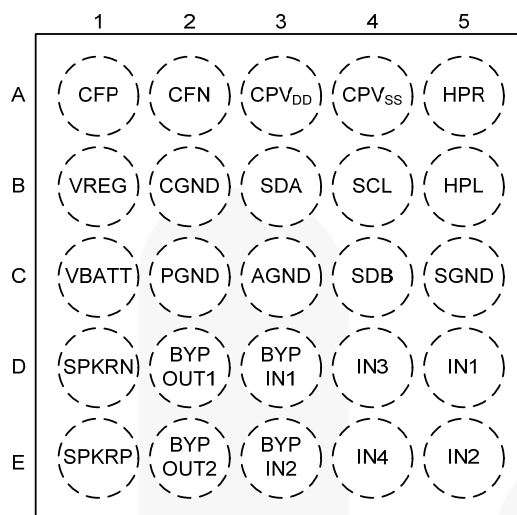 1 2 3 4 5
A CFP CFN CPVDD CPVSS HPR
B VREG CGND SDA SCL HPL
C VBATT PGND AGND SDB SGND
D SPKRN BYP OUT1 BYP IN1 IN3 IN1
E SPKRP BYP OUT2 BYP IN2 IN4 IN2